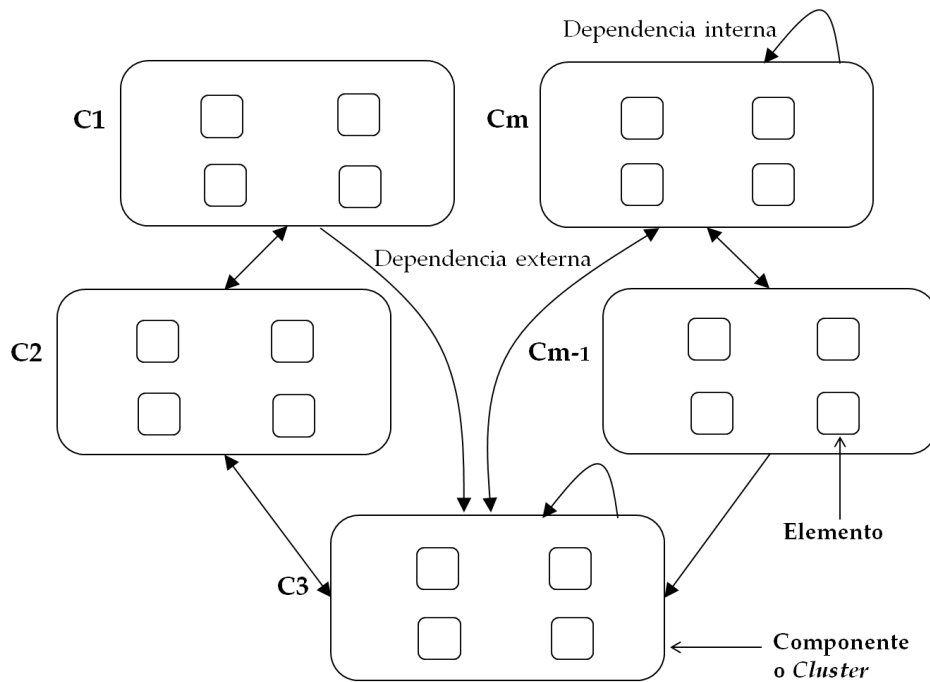 Dependencia interna
C1
Cm
Dependencia externa
C2
Cm-1
Elemento
C3
Componente
o Cluster